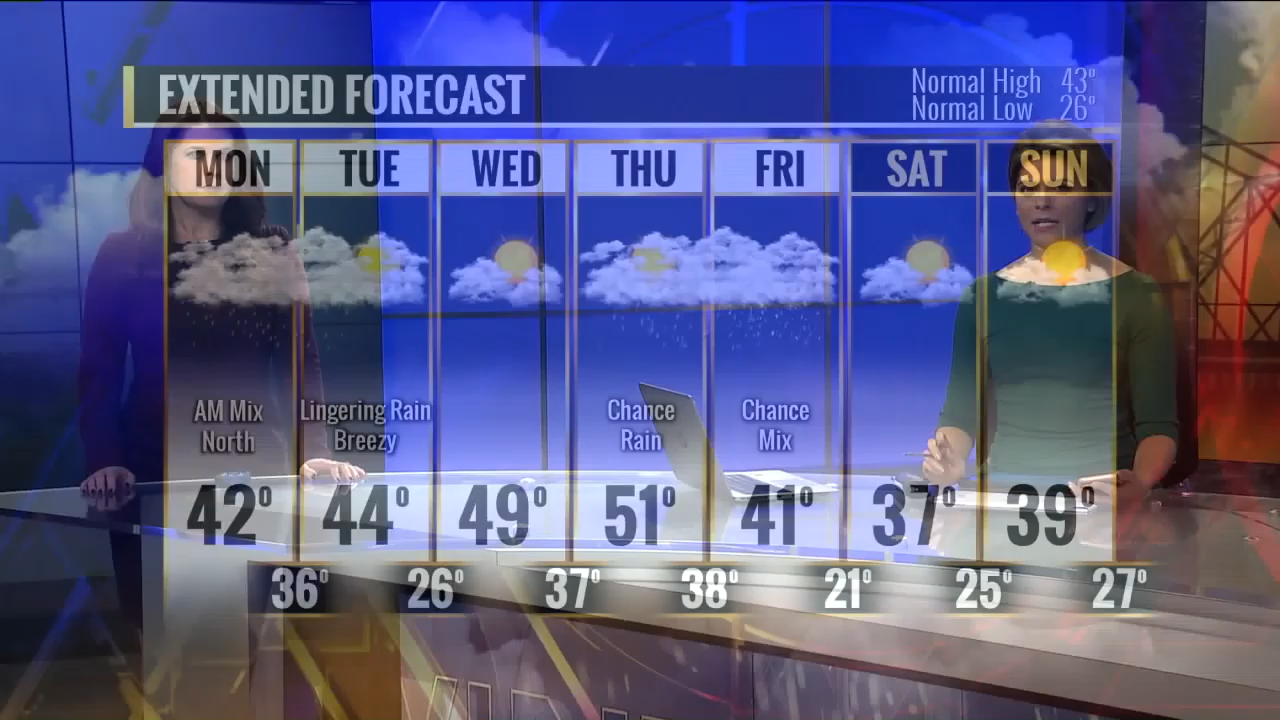 EXTENDED FORECAST
Normal High 43°
Normal Low 26°
MON TUE WED THU FRI SAT SUN
AM Mix North
Lingering Rain Breezy
Chance Rain
Chance Mix
42° 44° 49° 51° 41° 37° 39°
36° 26° 37° 38° 21° 25° 27°